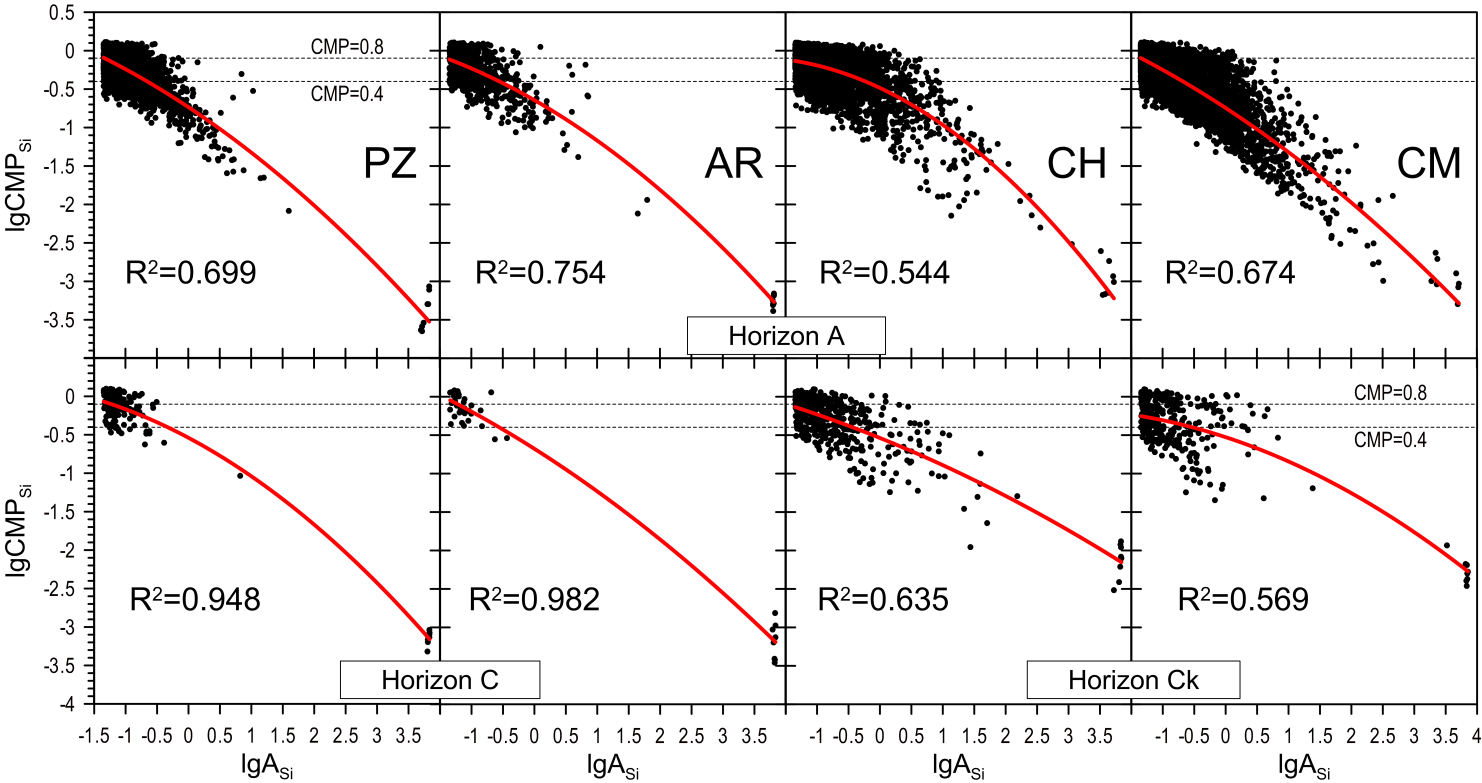 0.5
0
-0.5
-1
-1.5
-2
-2.5
-3
-3.5
lgCMP_Si
CMP=0.8
CMP=0.4
PZ
AR
CH
CM
R²=0.699
R²=0.754
R²=0.544
R²=0.674
Horizon A
0
-0.5
-1
-1.5
-2
-2.5
-3
-3.5
-4
lgCMP_Si
CMP=0.8
CMP=0.4
R²=0.948
R²=0.982
R²=0.635
R²=0.569
Horizon C
Horizon Ck
-1.5 -1 -0.5 0 0.5 1 1.5 2 2.5 3 3.5
-1 -0.5 0 0.5 1 1.5 2 2.5 3 3.5
-1 -0.5 0 0.5 1 1.5 2 2.5 3 3.5
-1 -0.5 0 0.5 1 1.5 2 2.5 3 3.5 4
lgA_Si
lgA_Si
lgA_Si
lgA_Si